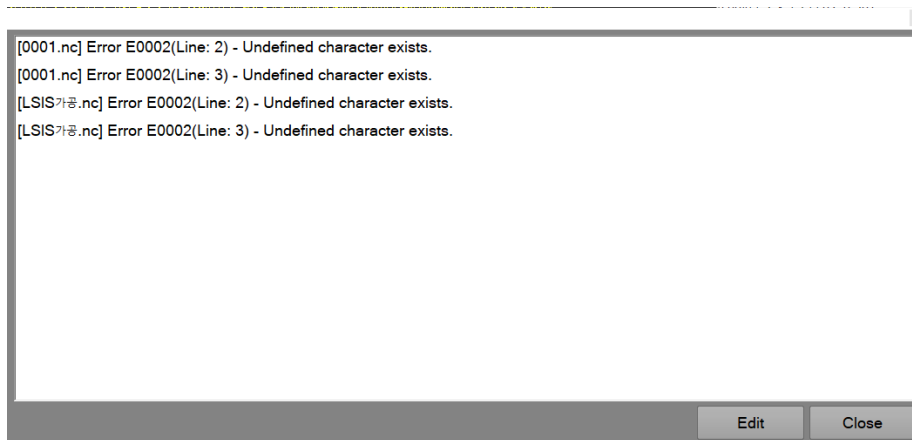 [0001.nc] Error E0002(Line: 2) - Undefined character exists.
[0001.nc] Error E0002(Line: 3) - Undefined character exists.
[LSIS가공.nc] Error E0002(Line: 2) - Undefined character exists.
[LSIS가공.nc] Error E0002(Line: 3) - Undefined character exists.
Edit Close